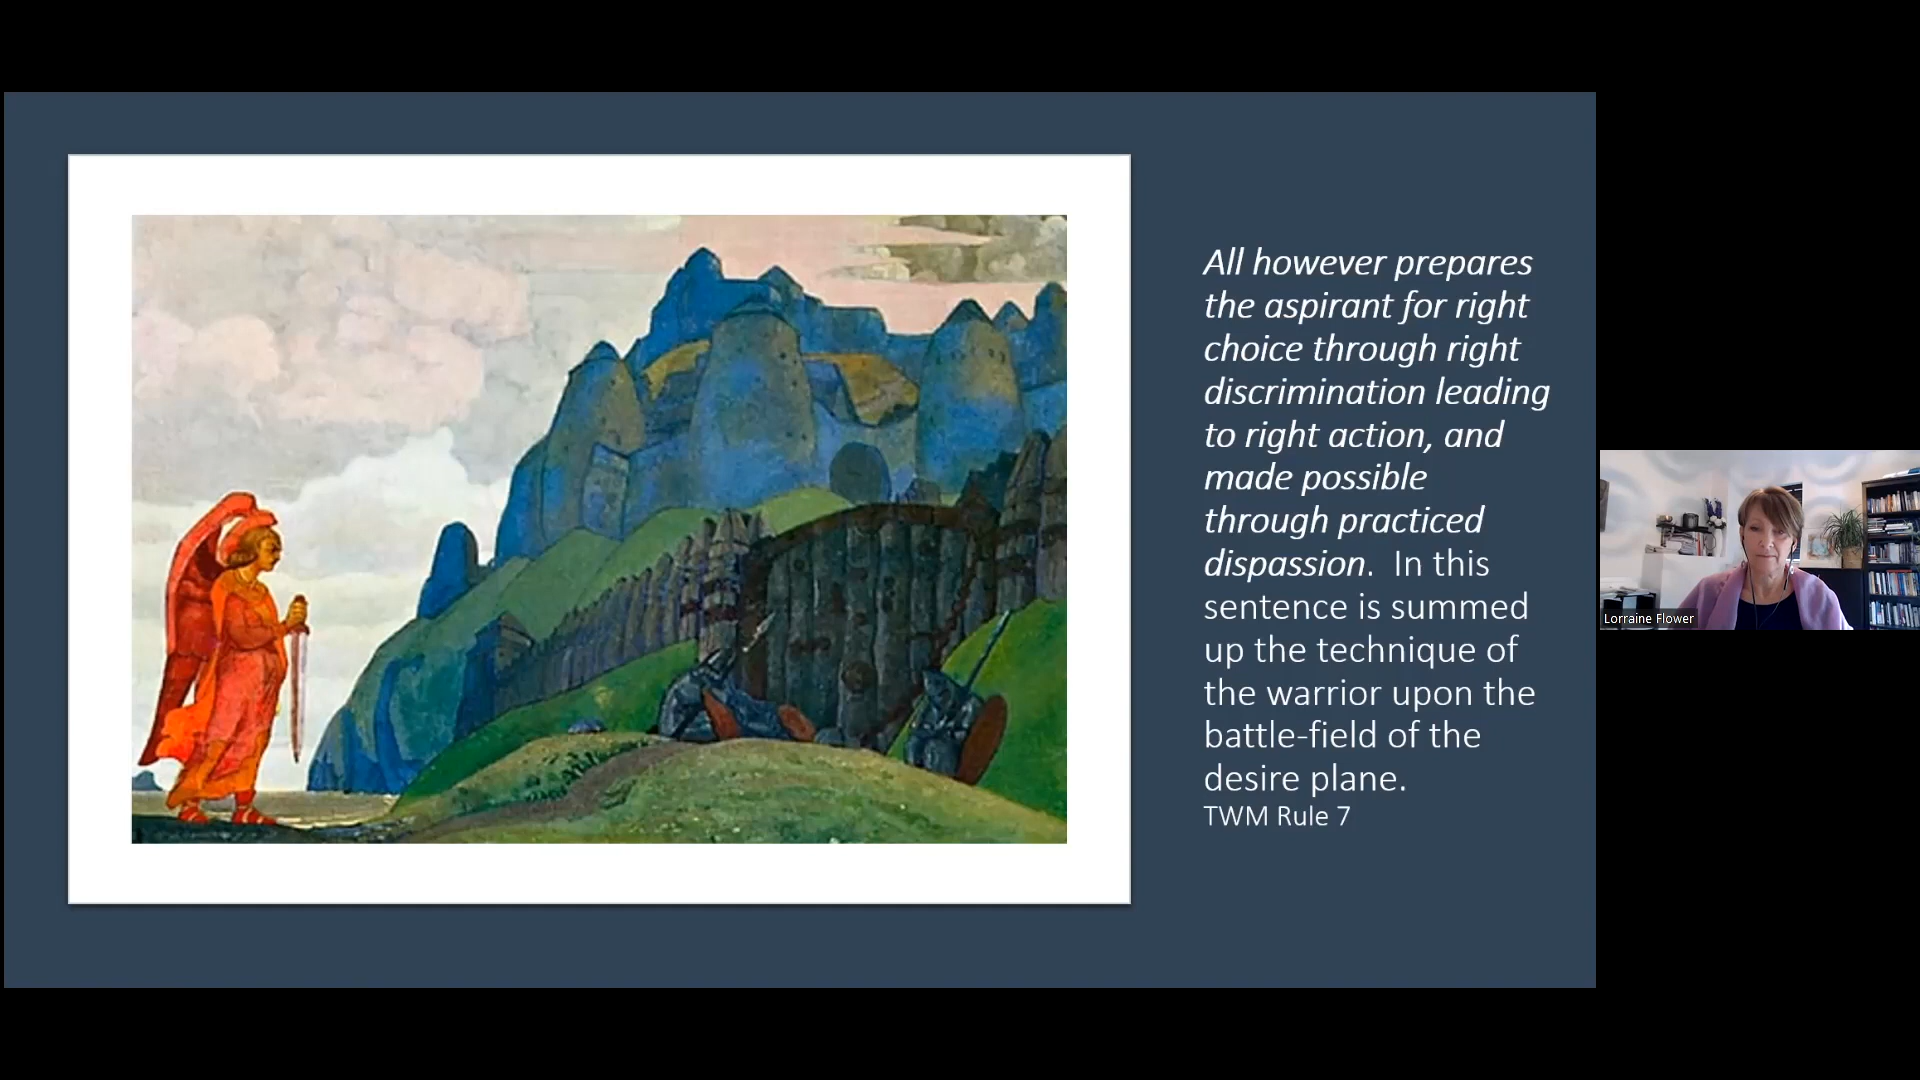 All however prepares
the aspirant for right
choice through right
discrimination leading
to right action, and
made possible
through practiced
dispassion.  In this
sentence is summed
up the technique of
the warrior upon the
battle-field of the
desire plane.
TWM Rule 7
Lorraine Flower